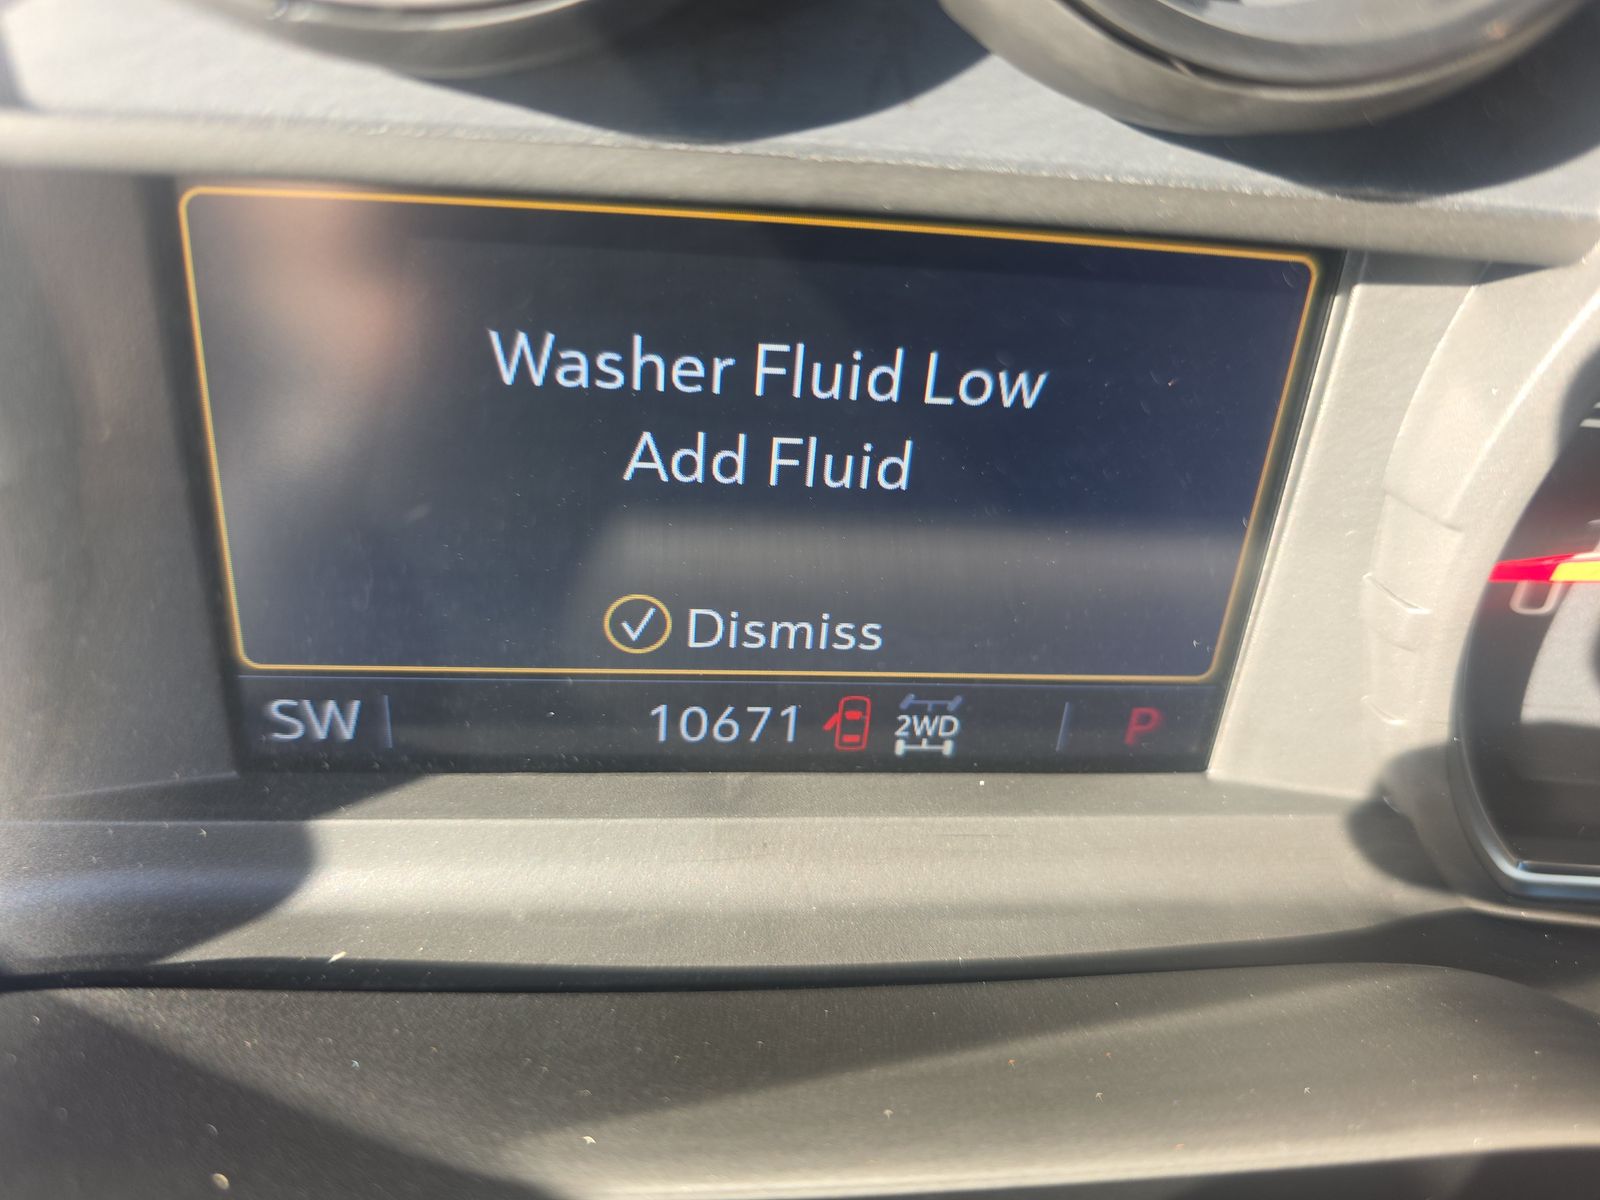 Washer Fluid Low
Add Fluid
Dismiss
SW 10671 2WD P